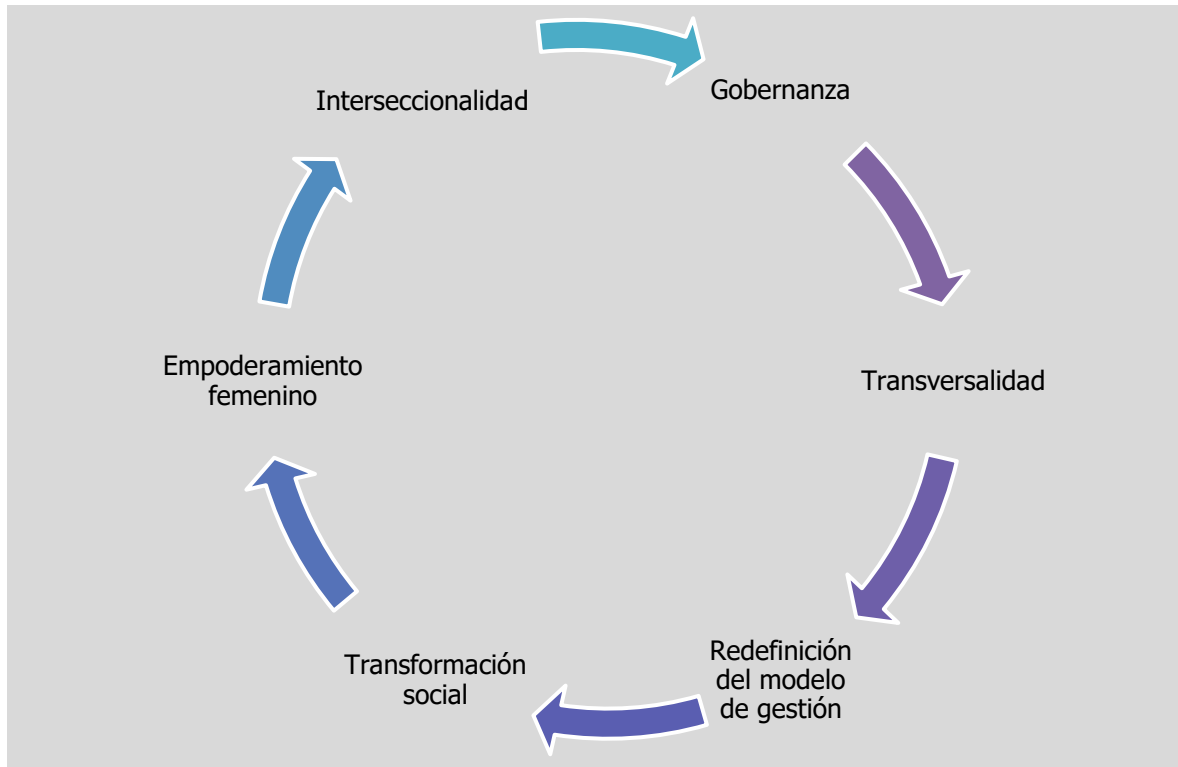 Interseccionalidad
Gobernanza
Transversalidad
Redefinición
del modelo
de gestión
Transformación
social
Empoderamiento
femenino